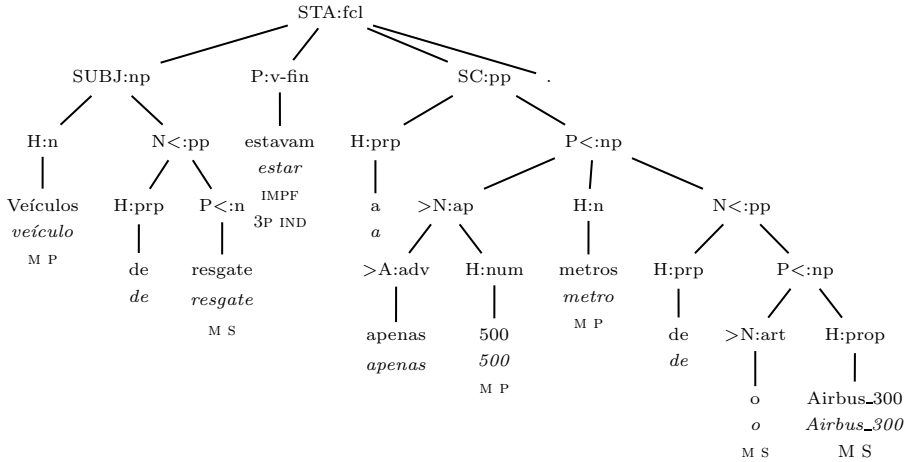 STA:fcl
SUBJ:np P:v-fin SC:pp .
H:n N<:pp estavam H:prp P<:np
estar
IMPF
3P IND
Veículos H:prp P<:n a >N:ap H:n N<:pp
veículo a
M P
de resgate >A:adv H:num metros H:prp P<:np
de resgate metro
M S M P
apenas 500 de >N:art H:prop
apenas 500 de
M P
o Airbus_300
o Airbus_300
M S M S